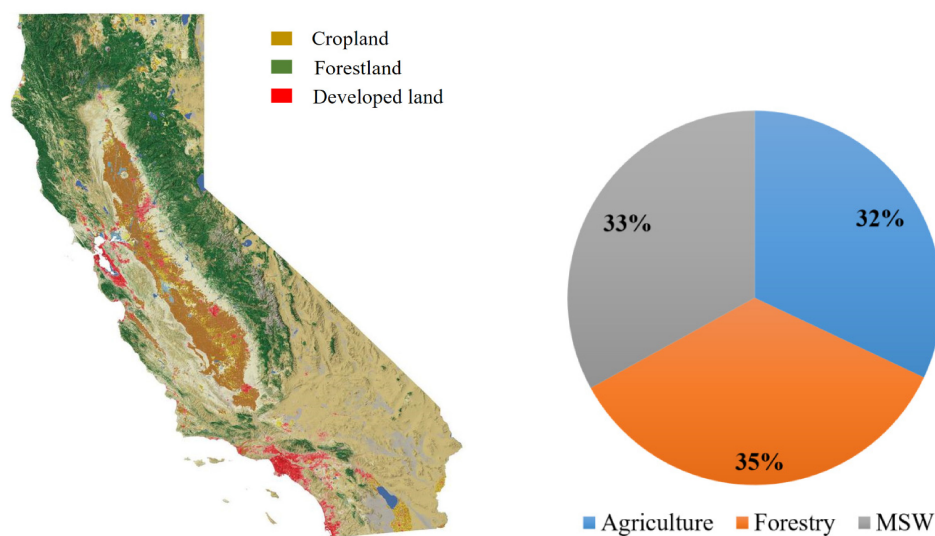 Cropland
Forestland
Developed land
33%
32%
35%
Agriculture Forestry MSW